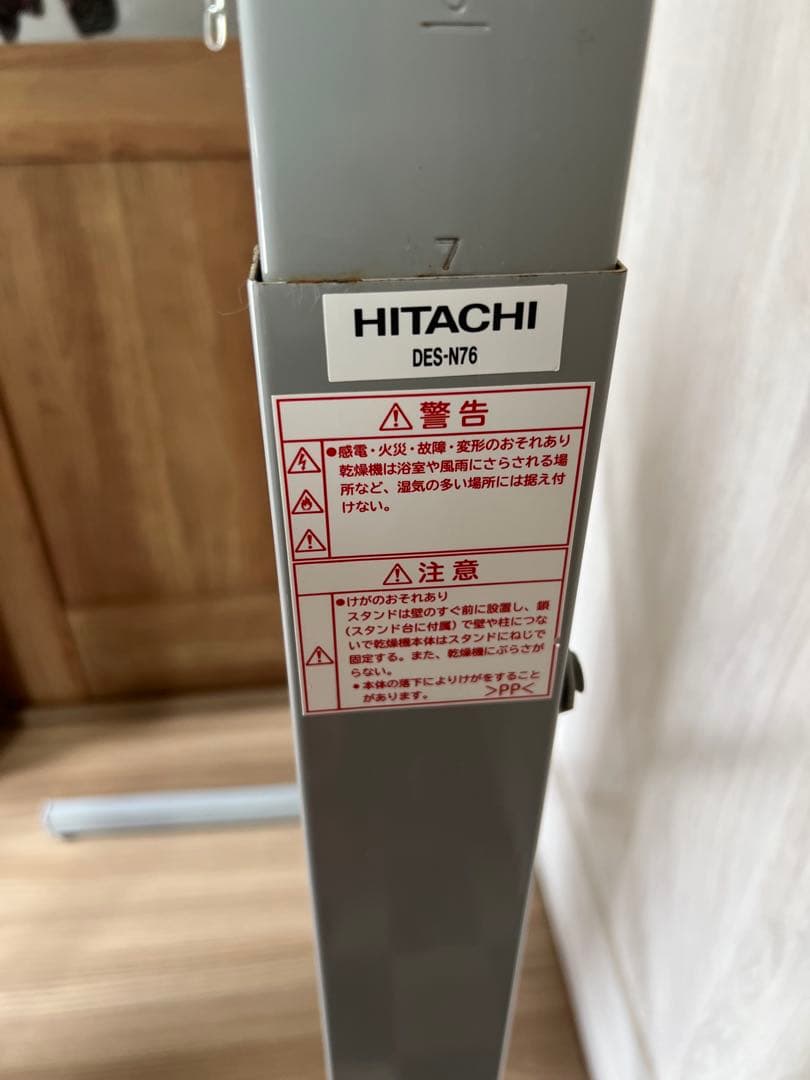 7
HITACHI
DES-N76
警告
●感電・火災・故障・変形のおそれあり
乾燥機は浴室や風雨にさらされる場
所など、湿気の多い場所には据え付
けない。
注意
●けがのおそれあり
スタンドは壁のすぐ前に設置し、鎖
(スタンド台に付属)で壁や柱につな
いで乾燥機本体はスタンドにねじで
固定する。また、乾燥機にぶらさが
らない。
●本体の落下によりけがをすること
があります。
>PP<